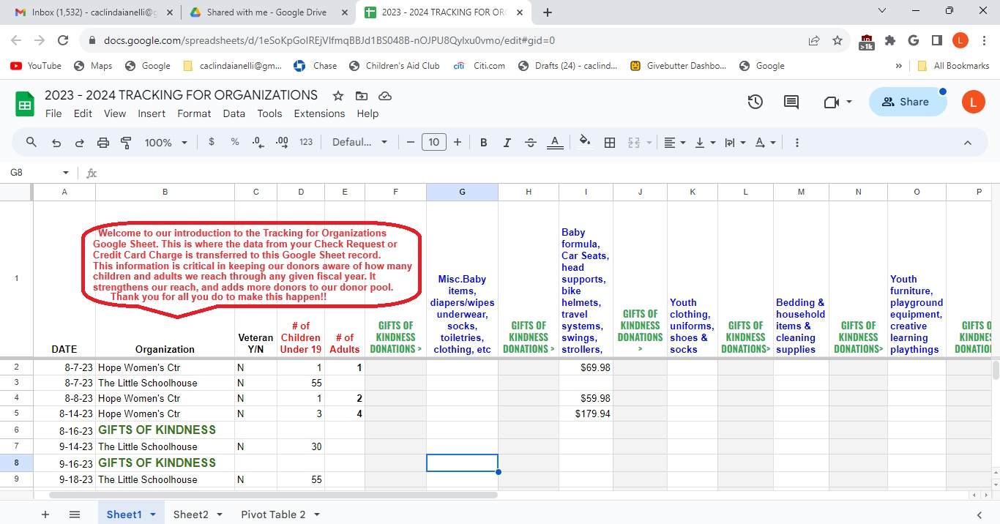 Inbox (1,532) - caclindaianelli@g
Shared with me - Google Drive
2023 - 2024 TRACKING FOR OR
docs.google.com/spreadsheets/d/1eSoKpGoIREjVIfmqBBJd1BS048B-nOJPU8Qylxu0vmo/edit#gid=0
>1k
G
L
YouTube
Maps
Google
caclindaianelli@gm...
Chase
Children's Aid Club
citi Citi.com
Drafts (24) - caclind...
Givebutter Dashbo...
Google
»
All Bookmarks
2023 - 2024 TRACKING FOR ORGANIZATIONS
File Edit View Insert Format Data Tools Extensions Help
Share
L
100% $ % .0 .00 123 Defaul... − 10 + B I S A
G8
fx
A B C D E F G H I J K L M N O P
1
Welcome to our introduction to the Tracking for Organizations
Google Sheet. This is where the data from your Check Request or
Credit Card Charge is transferred to this Google Sheet record.
This information is critical in keeping our donors aware of how many
children and adults we reach through any given fiscal year. It
strengthens our reach, and adds more donors to our donor pool.
Thank you for all you do to make this happen!!
DATE
Organization
Veteran
Y/N
# of
Children
Under 19
# of
Adults
GIFTS OF
KINDNESS
DONATIONS >
Misc.Baby
items,
diapers/wipes
underwear,
socks,
toiletries,
clothing, etc
GIFTS OF
KINDNESS
DONATIONS >
Baby
formula,
Car Seats,
head
supports,
bike
helmets,
travel
systems,
swings,
strollers,
GIFTS OF
KINDNESS
DONATIONS
>
Youth
clothing,
uniforms,
shoes &
socks
GIFTS OF
KINDNESS
DONATIONS>
Bedding &
household
items &
cleaning
supplies
GIFTS OF
KINDNESS
DONATIONS>
Youth
furniture,
playground
equipment,
creative
learning
playthings
GIFTS O
KINDNES
DONATIO
2 8-7-23 Hope Women's Ctr N 1 1 $69.98
3 8-7-23 The Little Schoolhouse N 55
4 8-8-23 Hope Women's Ctr N 1 2 $59.98
5 8-14-23 Hope Women's Ctr N 3 4 $179.94
6 8-16-23 GIFTS OF KINDNESS
7 9-14-23 The Little Schoolhouse N 30
8 9-16-23 GIFTS OF KINDNESS
9 9-18-23 The Little Schoolhouse N 55
Sheet1
Sheet2
Pivot Table 2